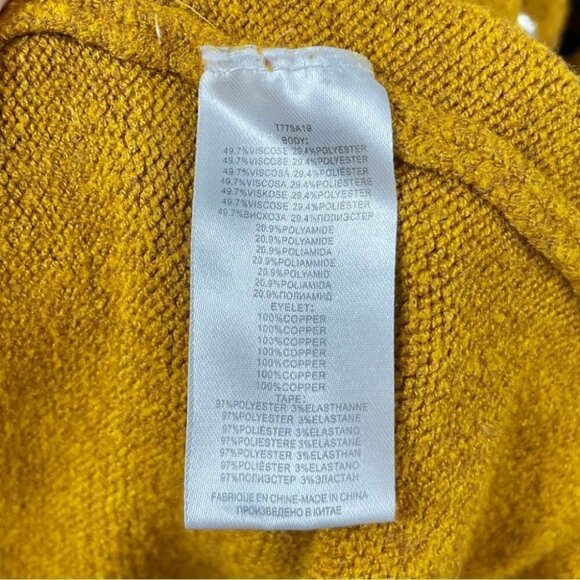 T775A1B
BODY:
49.7%VISCOSE 29.4%POLYESTER
49.7%VISCOSE 29.4%POLYESTER
49.7%VISCOSA 29.4%POLIÉSTER
49.7%VISCOSA 29.4%POLIESTERE
49.7%VISKOSE 29.4%POLYESTER
49.7%VISCOSE 29.4%POLIÉSTER
49.7%ВИСКОЗА 29.4%ПОЛИЭСТЕР
20.9%POLYAMIDE
20.9%POLYAMIDE
20.9%POLIAMIDA
20.9%POLIAMMIDE
20.9%POLYAMID
20.9%POLIAMIDA
20.9%ПОЛИАМИД
EYELET:
100%COPPER
100%COPPER
100%COPPER
100%COPPER
100%COPPER
100%COPPER
100%COPPER
TAPE:
97%POLYESTER 3%ELASTHANNE
97%POLYESTER 3%ELASTANE
97%POLIÉSTER 3%ELASTANO
97%POLIESTERE 3%ELASTAN
97%POLYESTER 3%ELASTHAN
97%POLIÉSTER 3%ELASTANO
97%ПОЛИЭСТЕР 3%ЭЛАСТАН
FABRIQUE EN CHINE-MADE IN CHINA
ПРОИЗВЕДЕНО В КИТАЕ